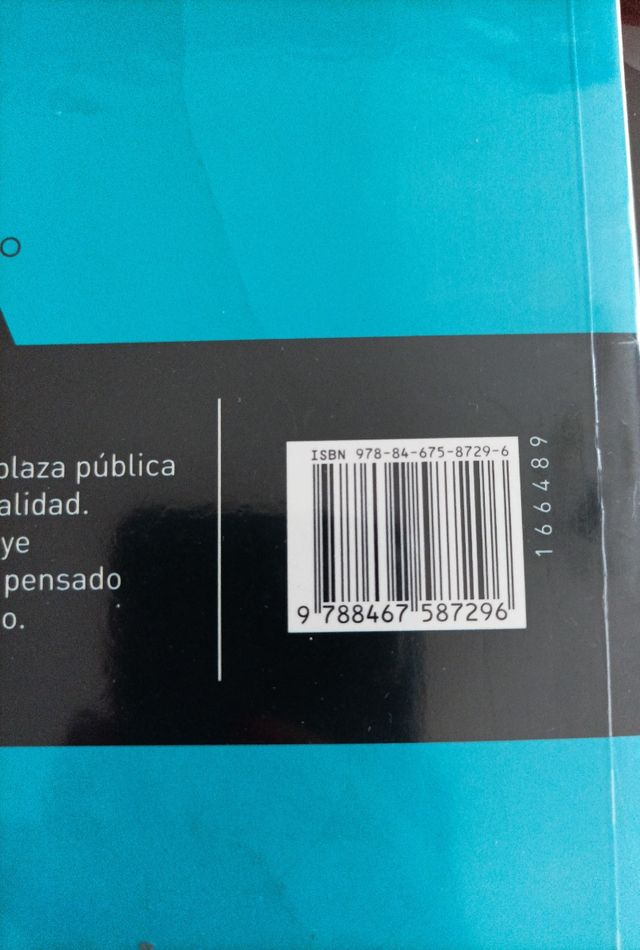 o
plaza pública
alidad.
ye
pensado
o.
ISBN 978-84-675-8729-6
9 788467 587296
166489